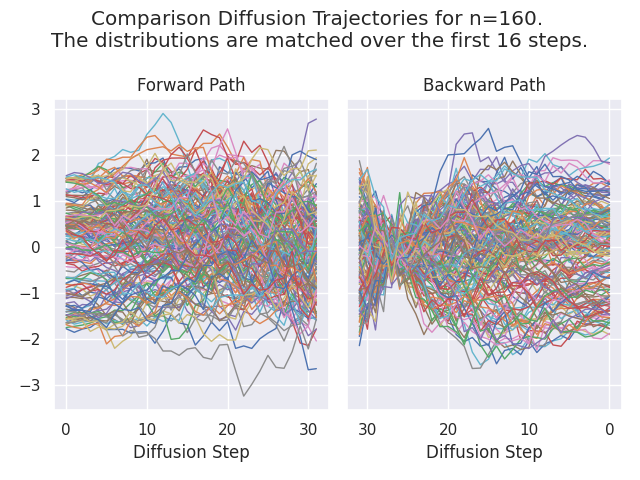 Comparison Diffusion Trajectories for n=160.
The distributions are matched over the first 16 steps.
Forward Path
Backward Path
3
2
1
0
−1
−2
−3
0 10 20 30
30 20 10 0
Diffusion Step
Diffusion Step